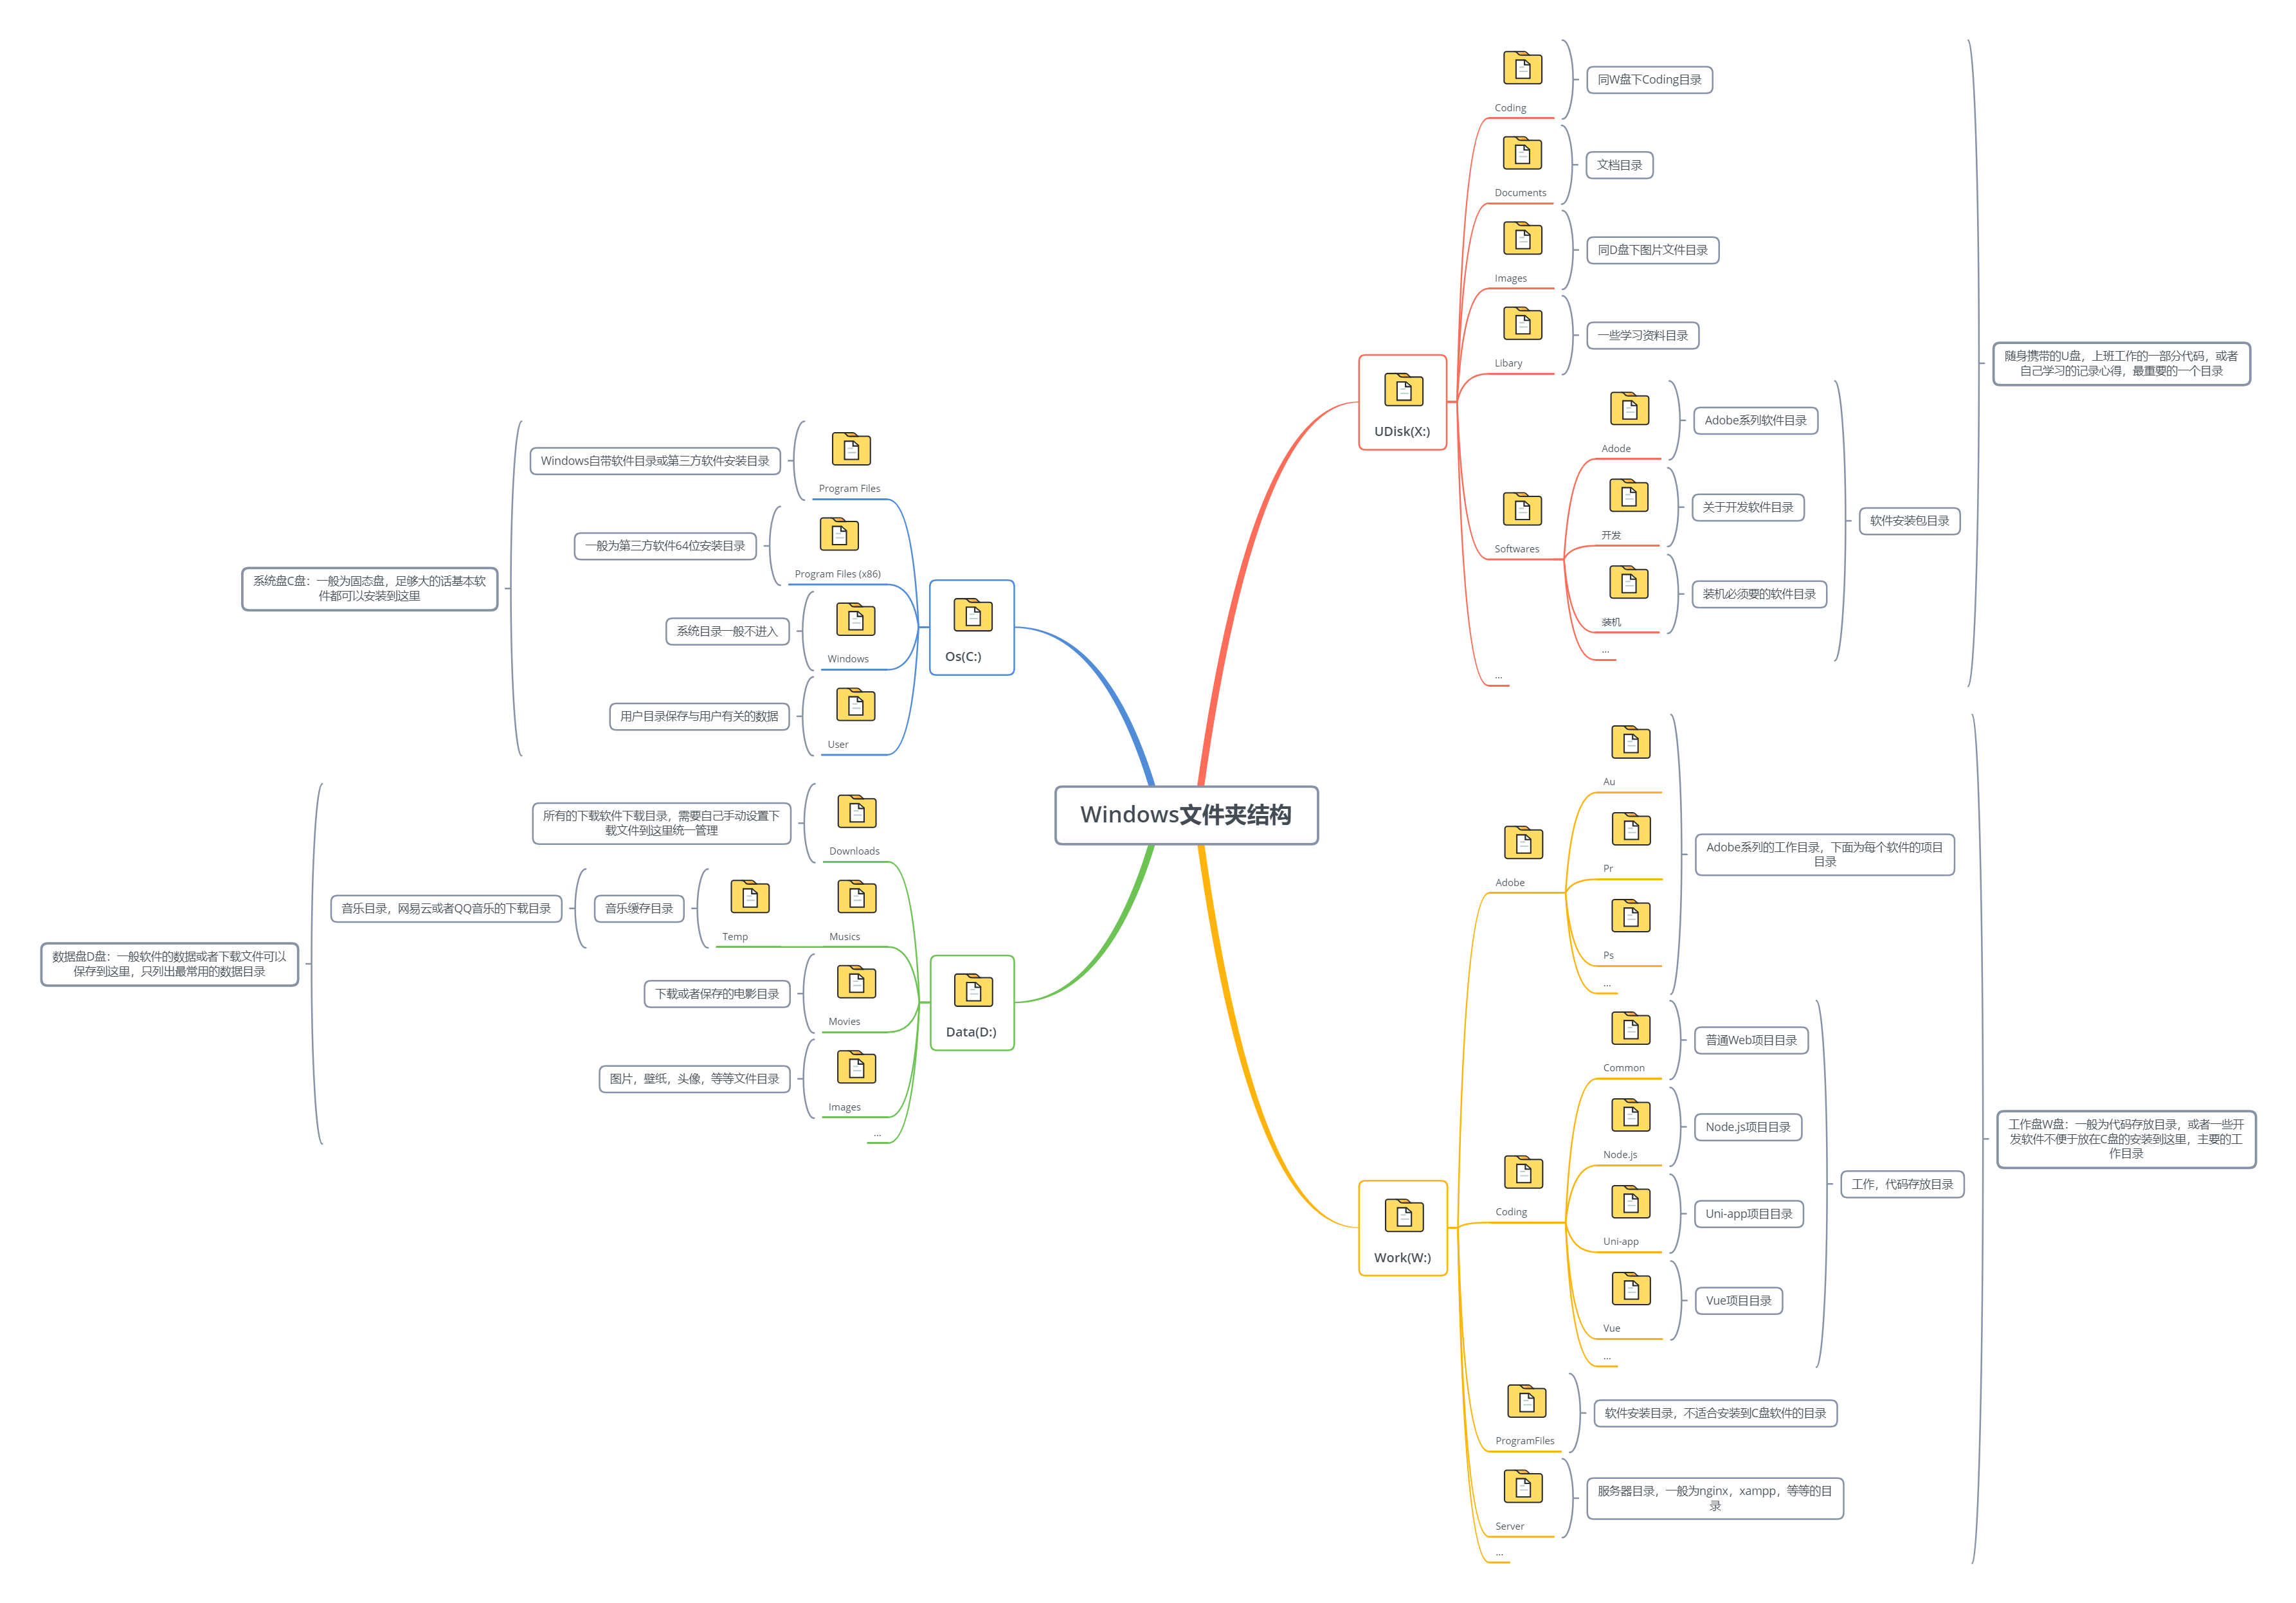 Windows文件夹结构
UDisk(X:)
Coding
同W盘下Coding目录
Documents
文档目录
Images
同D盘下图片文件目录
Libary
一些学习资料目录
Softwares
Adode
Adobe系列软件目录
开发
关于开发软件目录
装机
装机必须要的软件目录
...
软件安装包目录
...
随身携带的U盘，上班工作的一部分代码，或者
自己学习的记录心得，最重要的一个目录
Work(W:)
Adobe
Au
Pr
Ps
...
Adobe系列的工作目录，下面为每个软件的项目
目录
Coding
Common
普通Web项目目录
Node.js
Node.js项目目录
Uni-app
Uni-app项目目录
Vue
Vue项目目录
...
工作，代码存放目录
ProgramFiles
软件安装目录，不适合安装到C盘软件的目录
Server
服务器目录，一般为nginx，xampp，等等的目
录
...
工作盘W盘：一般为代码存放目录，或者一些开
发软件不便于放在C盘的安装到这里，主要的工
作目录
Os(C:)
Program Files
Windows自带软件目录或第三方软件安装目录
Program Files (x86)
一般为第三方软件64位安装目录
Windows
系统目录一般不进入
User
用户目录保存与用户有关的数据
系统盘C盘：一般为固态盘，足够大的话基本软
件都可以安装到这里
Data(D:)
Downloads
所有的下载软件下载目录，需要自己手动设置下
载文件到这里统一管理
Musics
Temp
音乐缓存目录
音乐目录，网易云或者QQ音乐的下载目录
Movies
下载或者保存的电影目录
Images
图片，壁纸，头像，等等文件目录
...
数据盘D盘：一般软件的数据或者下载文件可以
保存到这里，只列出最常用的数据目录